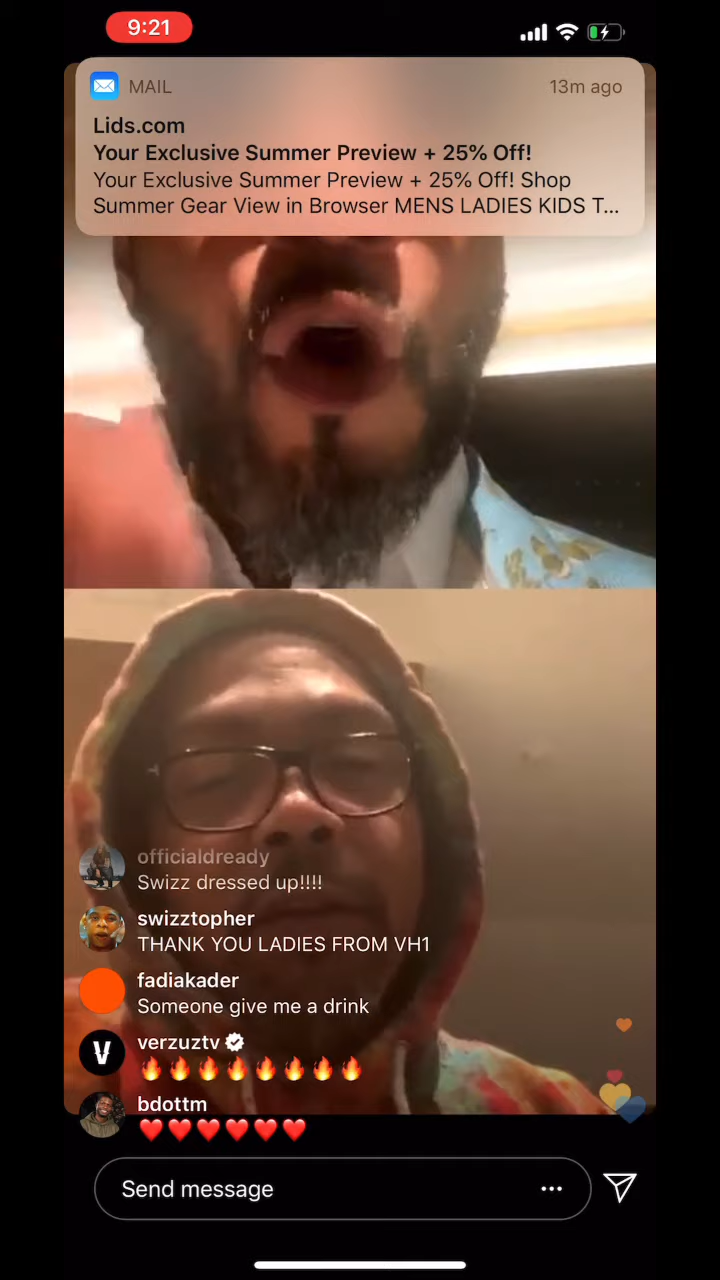 9:21
MAIL
13m ago
Lids.com
Your Exclusive Summer Preview + 25% Off!
Your Exclusive Summer Preview + 25% Off! Shop
Summer Gear View in Browser MENS LADIES KIDS T...
officialdready
Swizz dressed up!!!!
swizztopher
THANK YOU LADIES FROM VH1
fadiakader
Someone give me a drink
V
verzuztv
🔥🔥🔥🔥🔥🔥🔥🔥
bdottm
❤️❤️❤️❤️❤️❤️
Send message